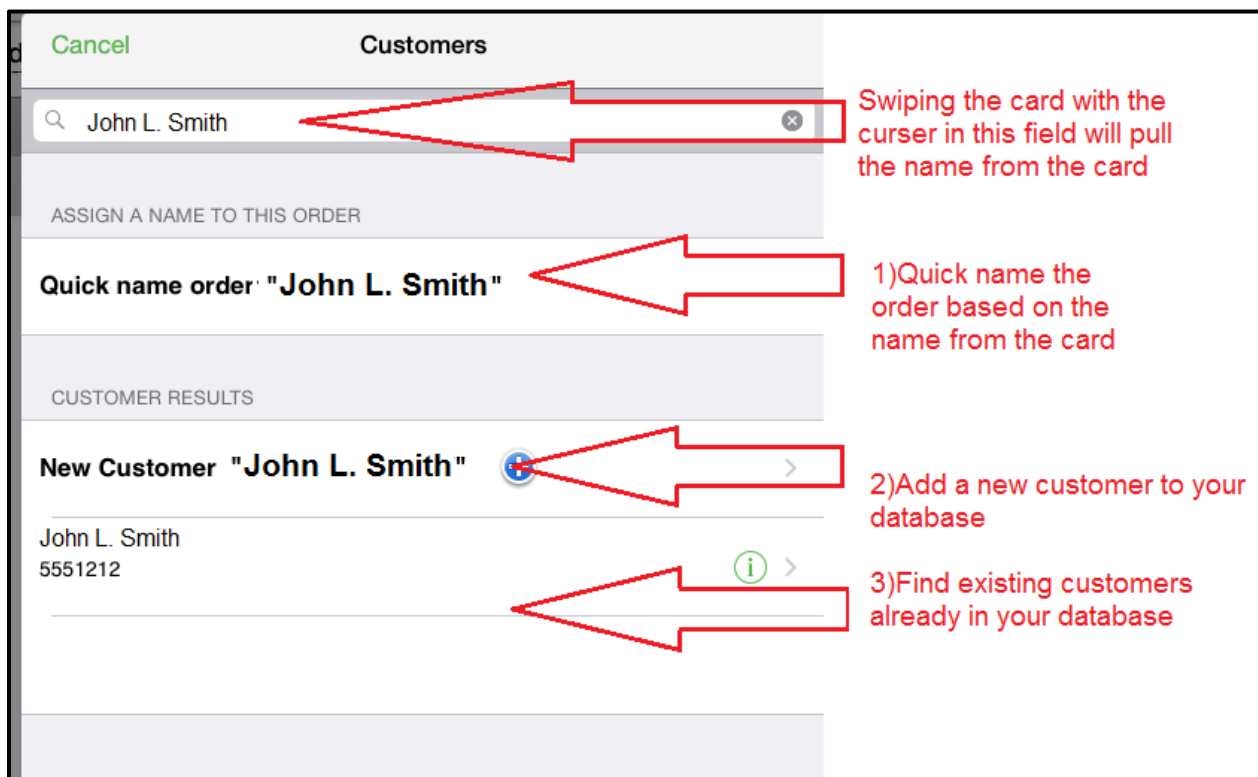 d
Cancel
Customers
John L. Smith
Swiping the card with the
curser in this field will pull
the name from the card
ASSIGN A NAME TO THIS ORDER
Quick name order "John L. Smith"
1)Quick name the
order based on the
name from the card
CUSTOMER RESULTS
New Customer "John L. Smith"
2)Add a new customer to your
database
John L. Smith
5551212
i
3)Find existing customers
already in your database